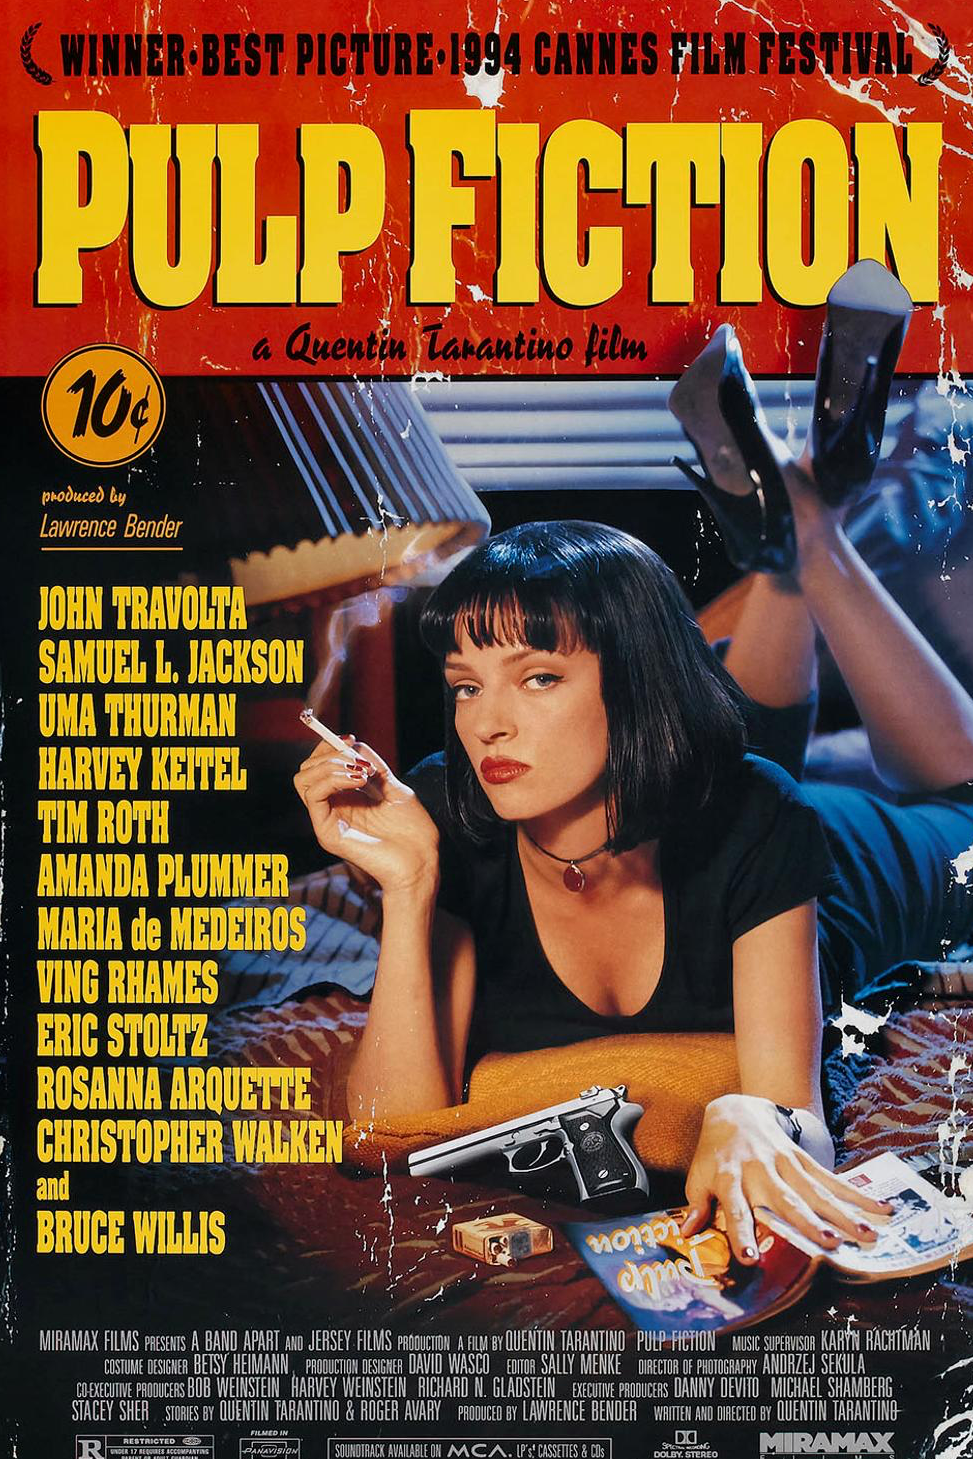 WINNER·BEST PICTURE·1994 CANNES FILM FESTIVAL
PULP FICTION
a Quentin Tarantino film
10¢
produced by
Lawrence Bender
JOHN TRAVOLTA
SAMUEL L. JACKSON
UMA THURMAN
HARVEY KEITEL
TIM ROTH
AMANDA PLUMMER
MARIA de MEDEIROS
VING RHAMES
ERIC STOLTZ
ROSANNA ARQUETTE
CHRISTOPHER WALKEN
and
BRUCE WILLIS
Pulp
Fiction
MIRAMAX FILMS PRESENTS A BAND APART AND JERSEY FILMS PRODUCTION A FILM BY QUENTIN TARANTINO PULP FICTION MUSIC SUPERVISOR KARYN RACHTMAN
COSTUME DESIGNER BETSY HEIMANN PRODUCTION DESIGNER DAVID WASCO EDITOR SALLY MENKE DIRECTOR OF PHOTOGRAPHY ANDRZEJ SEKULA
CO-EXECUTIVE PRODUCERS BOB WEINSTEIN HARVEY WEINSTEIN RICHARD N. GLADSTEIN EXECUTIVE PRODUCERS DANNY DEVITO MICHAEL SHAMBERG
STACEY SHER STORIES BY QUENTIN TARANTINO & ROGER AVARY PRODUCED BY LAWRENCE BENDER WRITTEN AND DIRECTED BY QUENTIN TARANTINO
R RESTRICTED
UNDER 17 REQUIRES ACCOMPANYING
FILMED IN
PANAVISION
SOUNDTRACK AVAILABLE ON MCA. LP's, CASSETTES & CDs
SPECTRAL RECORDING
DOLBY. STEREO
MIRAMAX